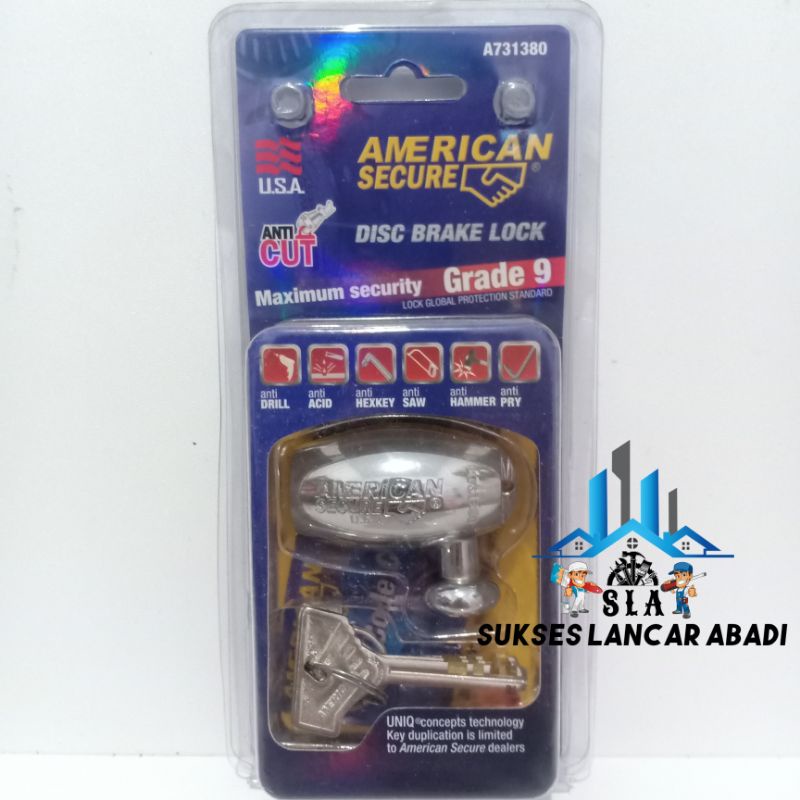 A731380
U.S.A.
AMERICAN
SECURE ®
ANTI
CUT
DISC BRAKE LOCK
Maximum security Grade 9
LOCK GLOBAL PROTECTION STANDARD
anti DRILL
anti ACID
anti HEXKEY
anti SAW
anti HAMMER
anti PRY
AMERICAN
SECURE ®
U.S.A.
SLA
SUKSES LANCAR ABADI
UNIQ® concepts technology
Key duplication is limited
to American Secure dealers